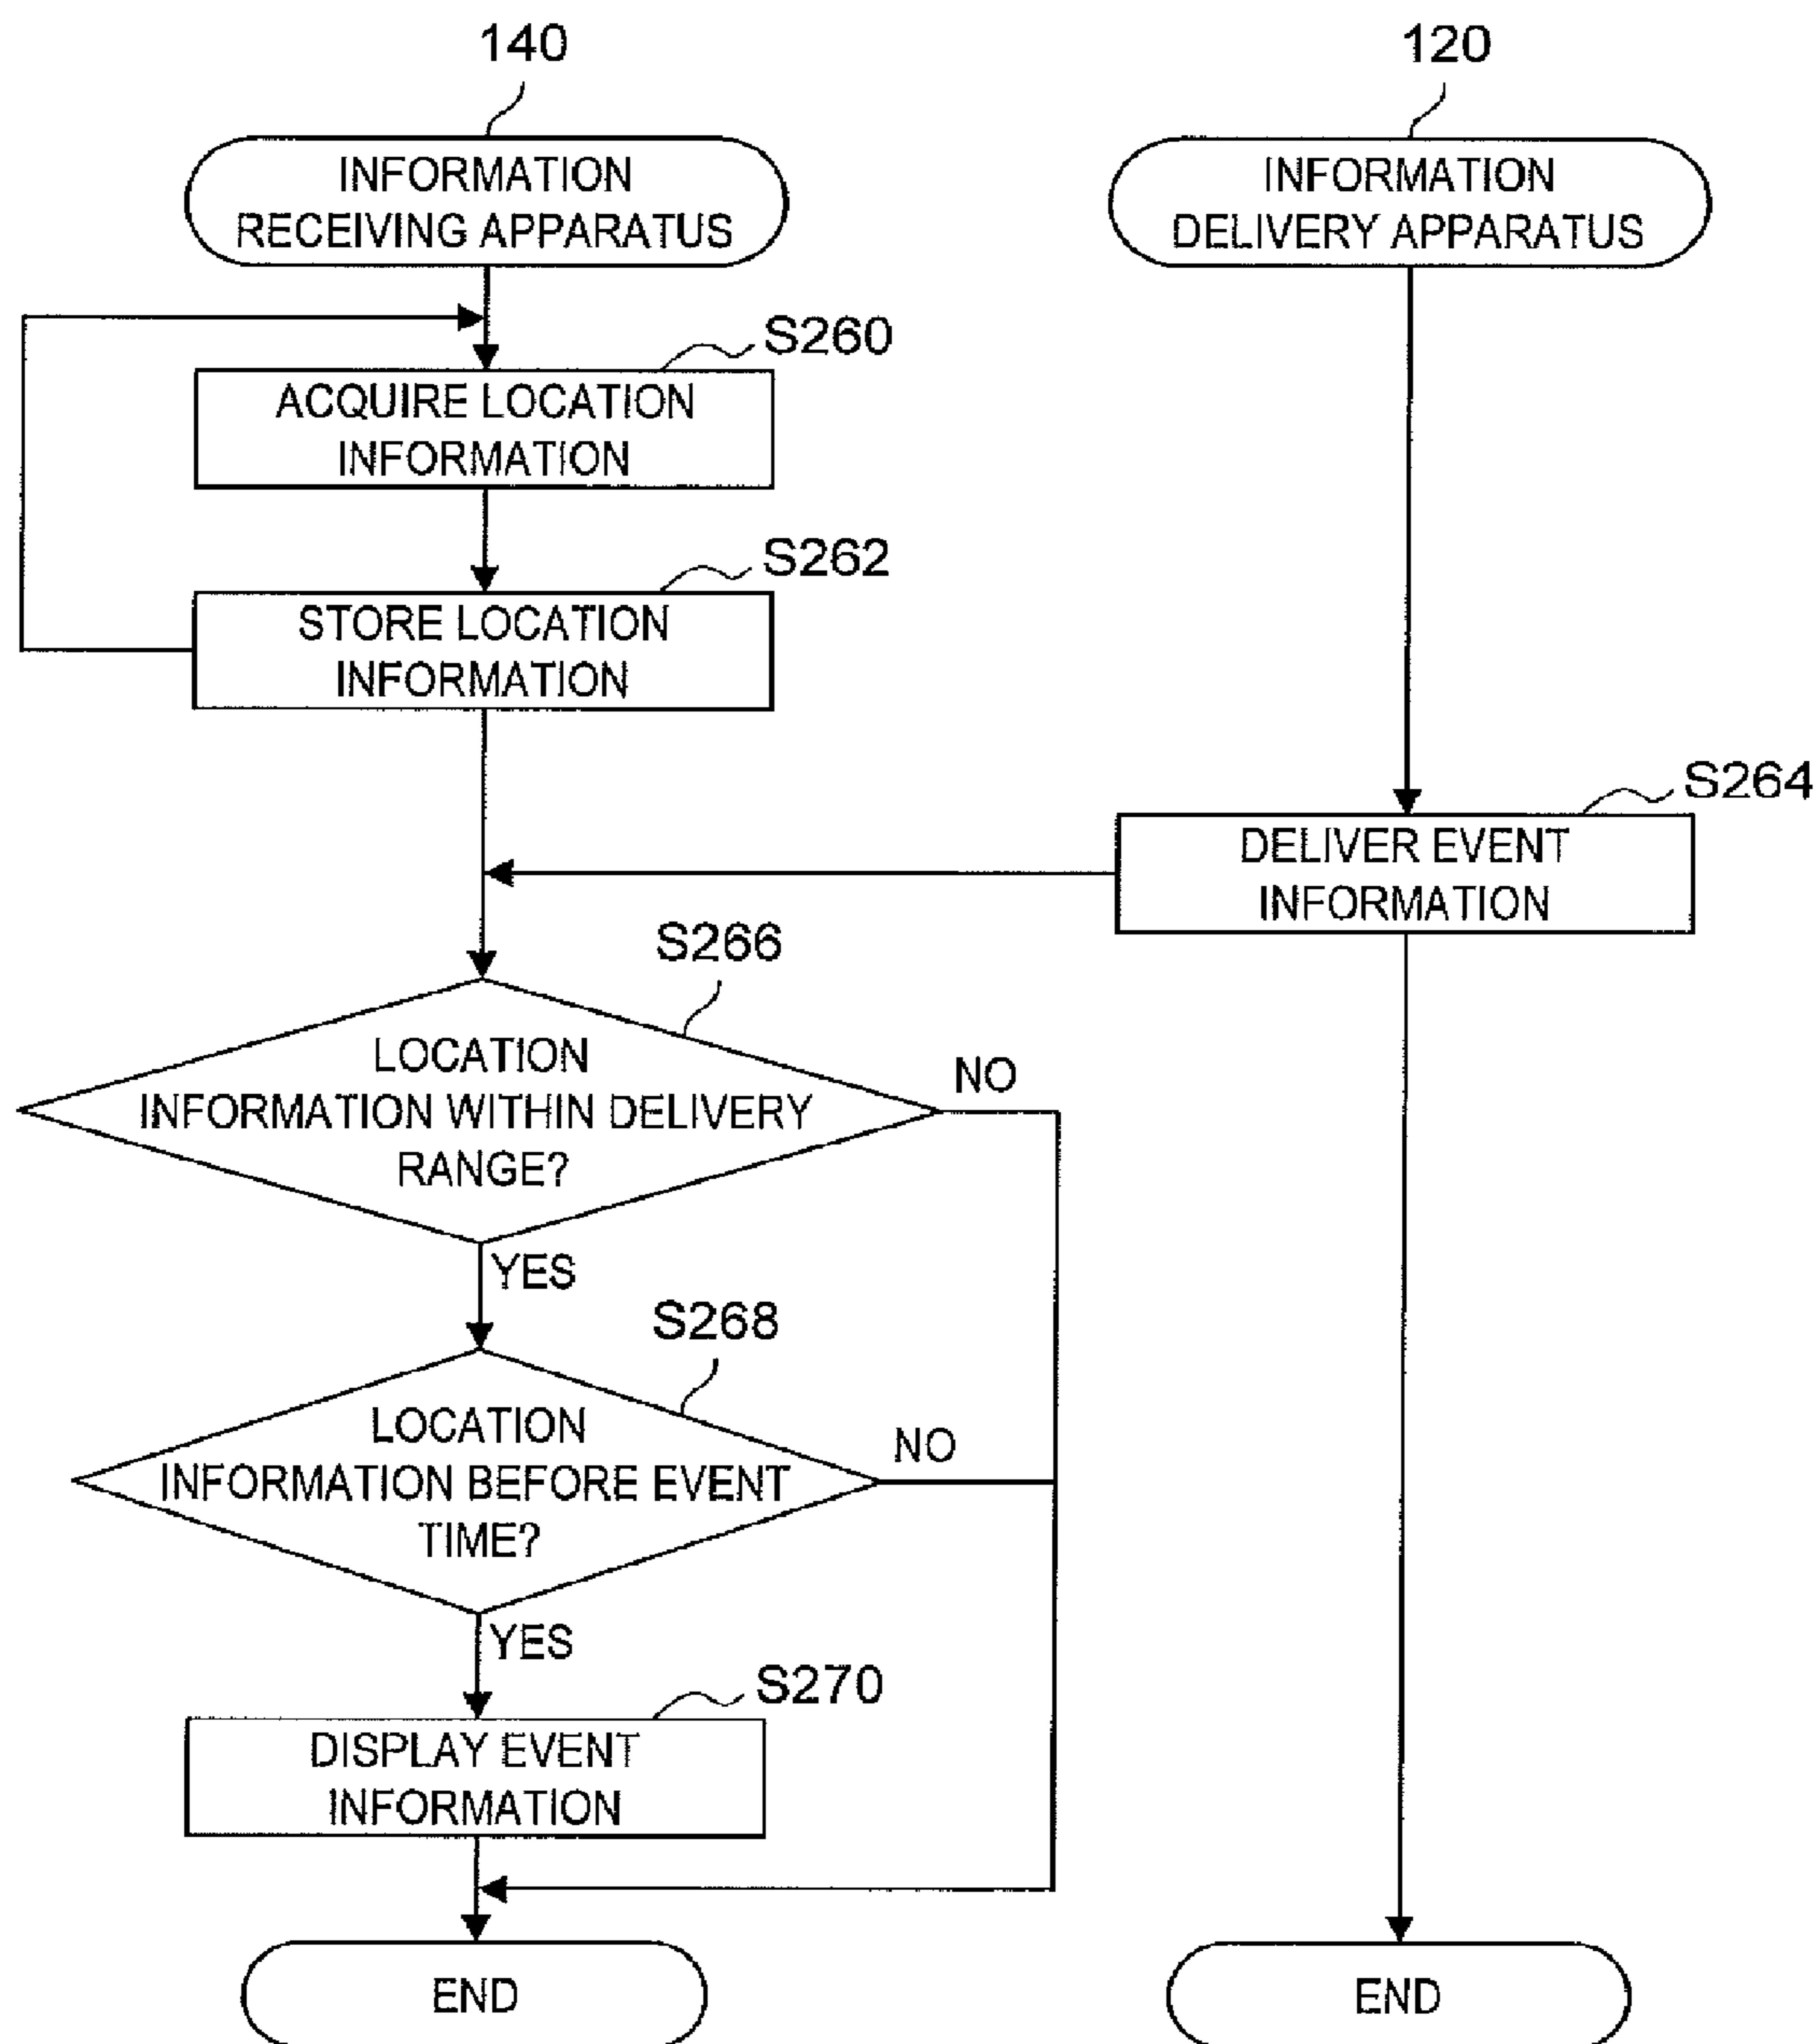 140
120
INFORMATION
RECEIVING APPARATUS
INFORMATION
DELIVERY APPARATUS
S260
ACQUIRE LOCATION
INFORMATION
S262
STORE LOCATION
INFORMATION
S264
DELIVER EVENT
INFORMATION
S266
LOCATION
INFORMATION WITHIN DELIVERY
RANGE?
NO
YES
S268
LOCATION
INFORMATION BEFORE EVENT
TIME?
NO
YES
S270
DISPLAY EVENT
INFORMATION
END
END